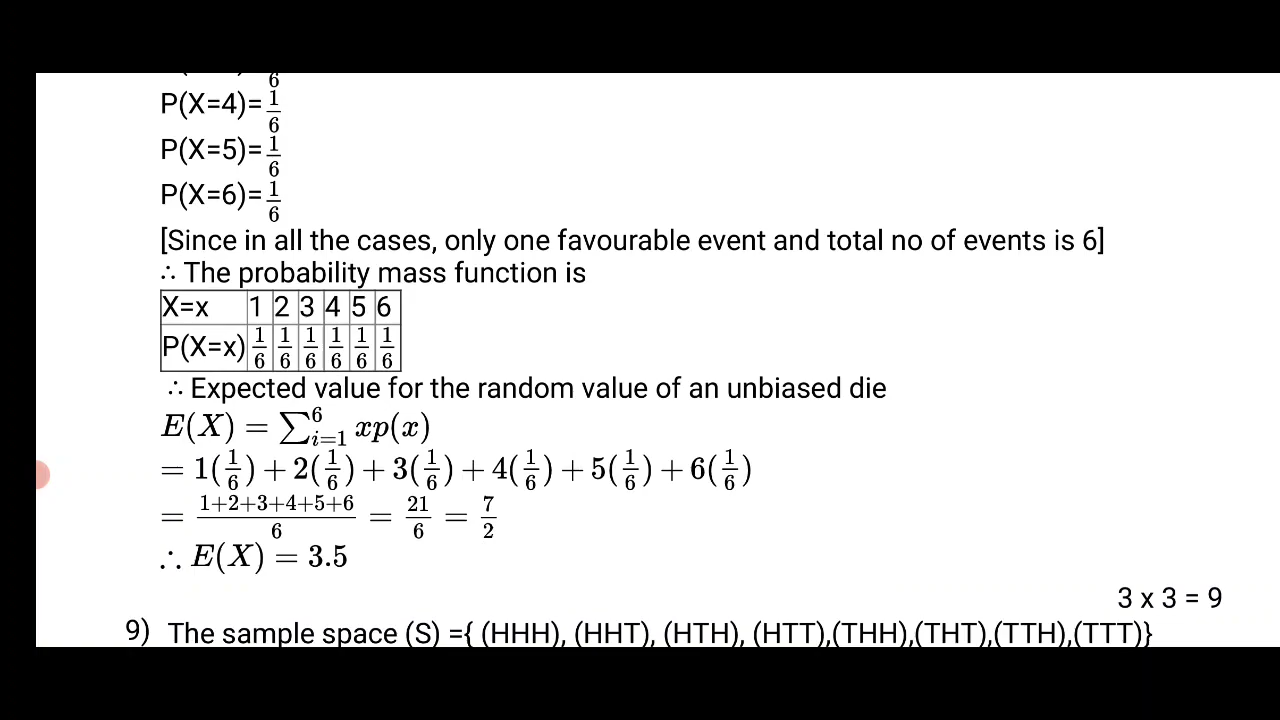 6
P(X=4)=1/6
P(X=5)=1/6
P(X=6)=1/6
[Since in all the cases, only one favourable event and total no of events is 6]
∴ The probability mass function is
X=x 1 2 3 4 5 6
P(X=x) 1/6 1/6 1/6 1/6 1/6 1/6
∴ Expected value for the random value of an unbiased die
E(X) = ∑_{i=1}^{6} xp(x)
= 1(1/6) + 2(1/6) + 3(1/6) + 4(1/6) + 5(1/6) + 6(1/6)
= 1+2+3+4+5+6/6 = 21/6 = 7/2
∴ E(X) = 3.5
3 x 3 = 9
9) The sample space (S) ={ (HHH), (HHT), (HTH), (HTT),(THH),(THT),(TTH),(TTT)}